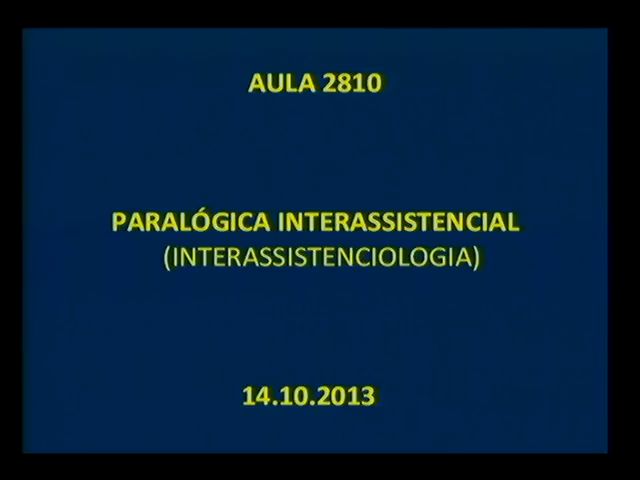 AULA 2810
PARALÓGICA INTERASSISTENCIAL
(INTERASSISTENCIOLOGIA)
14.10.2013